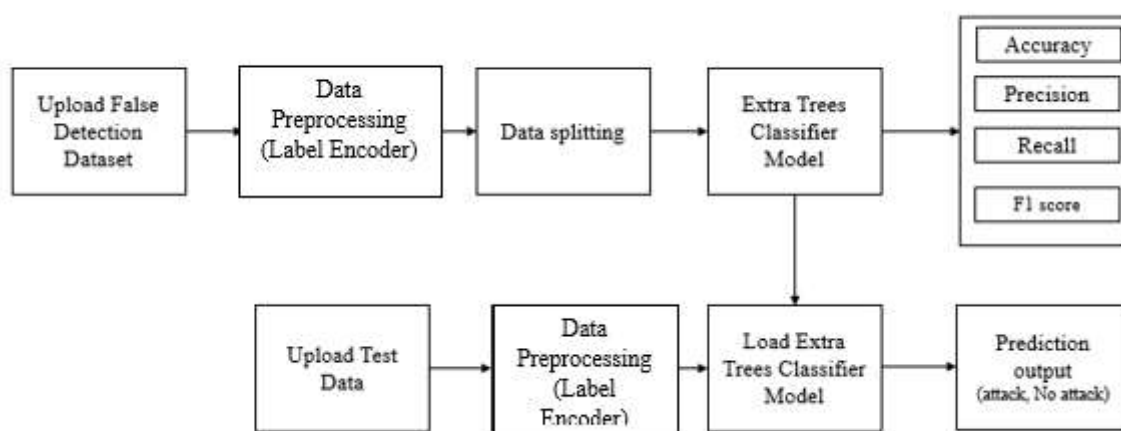 Upload False
Detection
Dataset
Data
Preprocessing
(Label Encoder)
Data splitting
Extra Trees
Classifier
Model
Accuracy
Precision
Recall
F1 score
Upload Test
Data
Data
Preprocessing
(Label
Encoder)
Load Extra
Trees Classifier
Model
Prediction
output
(attack, No attack)